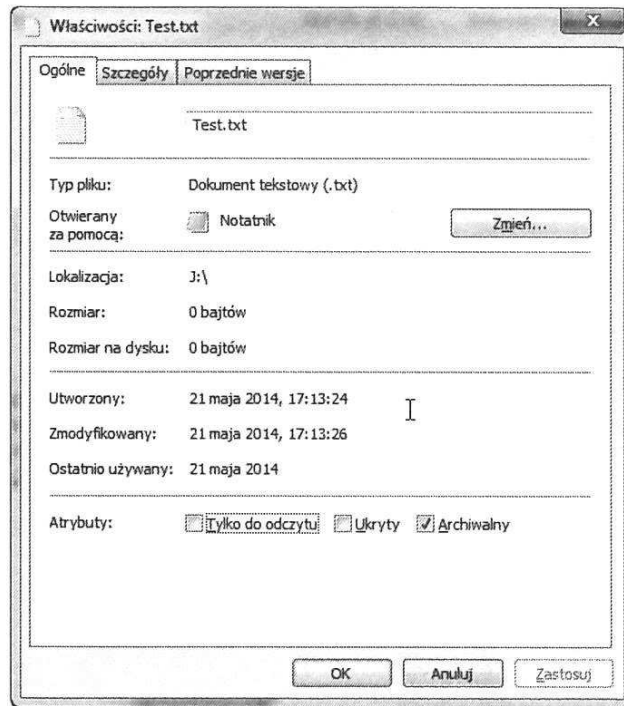 Właściwości: Test.txt
Ogólne Szczegóły Poprzednie wersje
Test.txt
Typ pliku: Dokument tekstowy (.txt)
Otwierany
za pomocą: Notatnik Zmień...
Lokalizacja: J:\
Rozmiar: 0 bajtów
Rozmiar na dysku: 0 bajtów
Utworzony: 21 maja 2014, 17:13:24
Zmodyfikowany: 21 maja 2014, 17:13:26
Ostatnio używany: 21 maja 2014
Atrybuty: Tylko do odczytu Ukryty Archiwalny
OK Anuluj Zastosuj